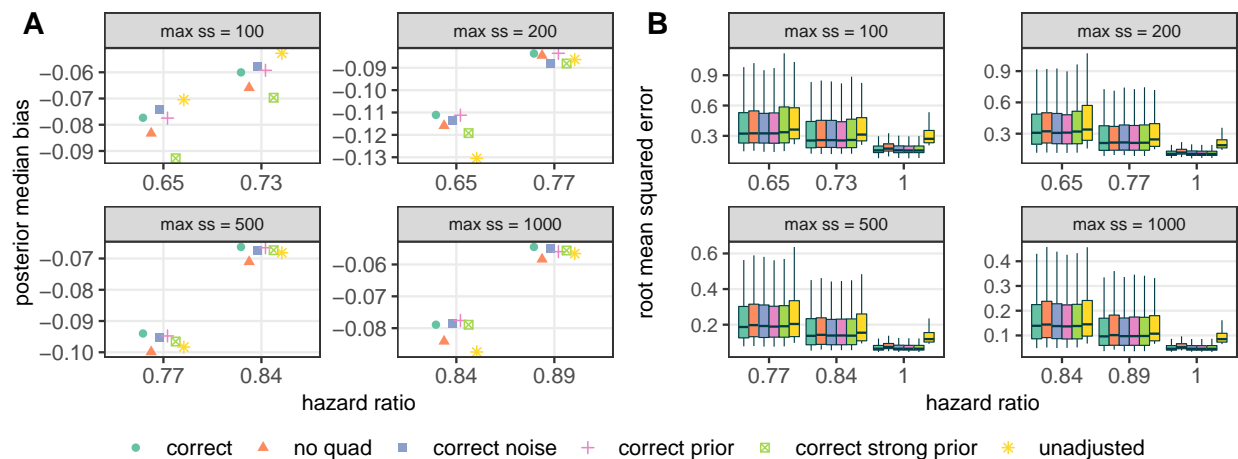 A
posterior median bias
max ss = 100
−0.06
−0.07
−0.08
−0.09
0.65
0.73
max ss = 200
−0.09
−0.10
−0.11
−0.12
−0.13
0.65
0.77
max ss = 500
−0.07
−0.08
−0.09
−0.10
0.77
0.84
max ss = 1000
−0.06
−0.08
0.84
0.89
hazard ratio
B
root mean squared error
max ss = 100
0.9
0.6
0.3
0.65
0.73
1
max ss = 200
0.9
0.6
0.3
0.65
0.77
1
max ss = 500
0.6
0.4
0.2
0.77
0.84
1
max ss = 1000
0.4
0.3
0.2
0.1
0.84
0.89
1
hazard ratio
correct
no quad
correct noise
correct prior
correct strong prior
unadjusted